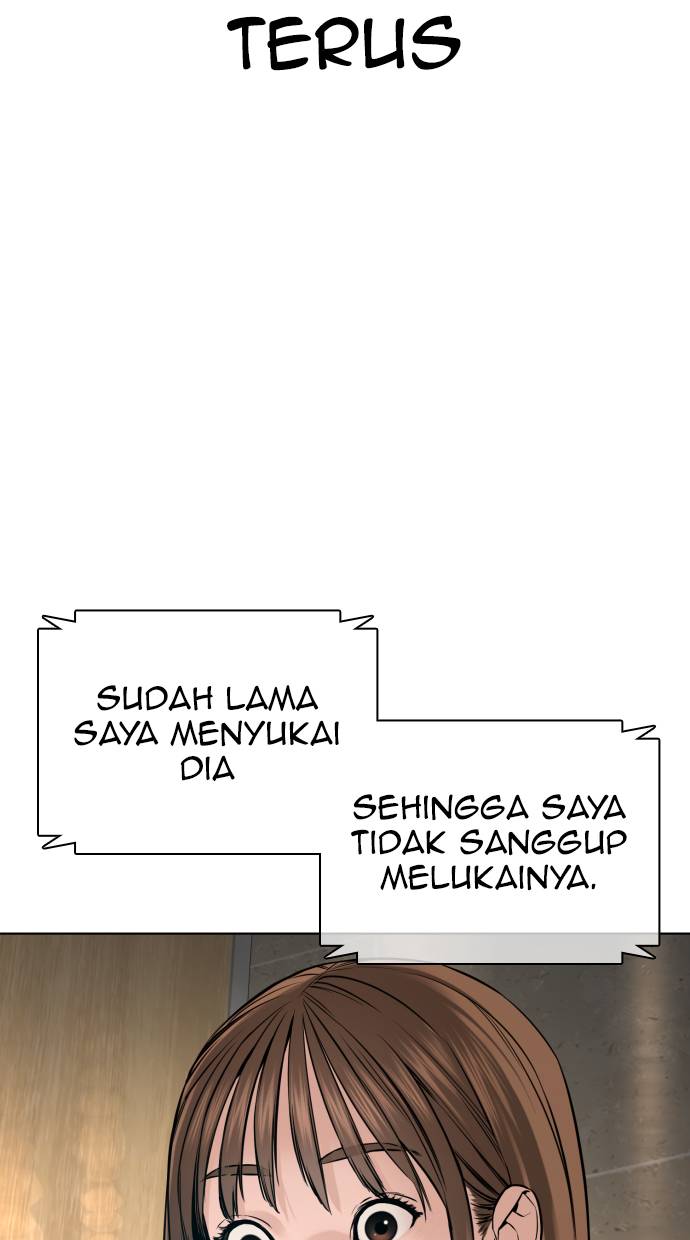 TERUS
SUDAH LAMA
SAYA MENYUKAI
DIA
SEHINGGA SAYA
TIDAK SANGGUP
MELUKAINYA.